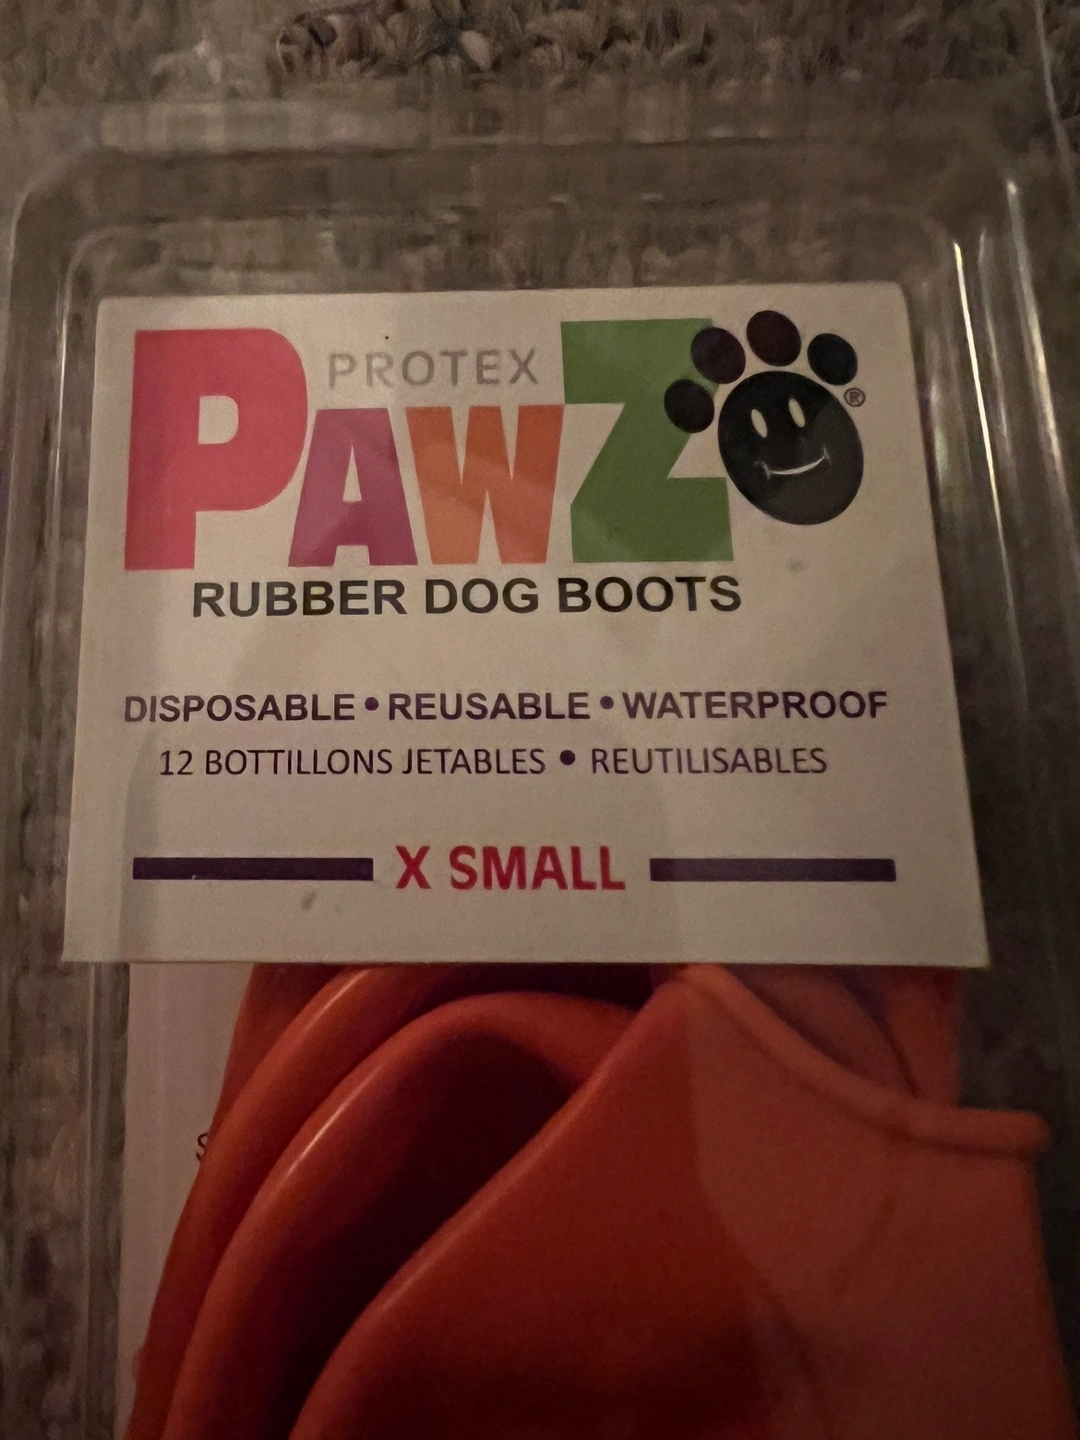 PROTEX
PAWZ®
RUBBER DOG BOOTS
DISPOSABLE • REUSABLE • WATERPROOF
12 BOTTILLONS JETABLES • REUTILISABLES
X SMALL